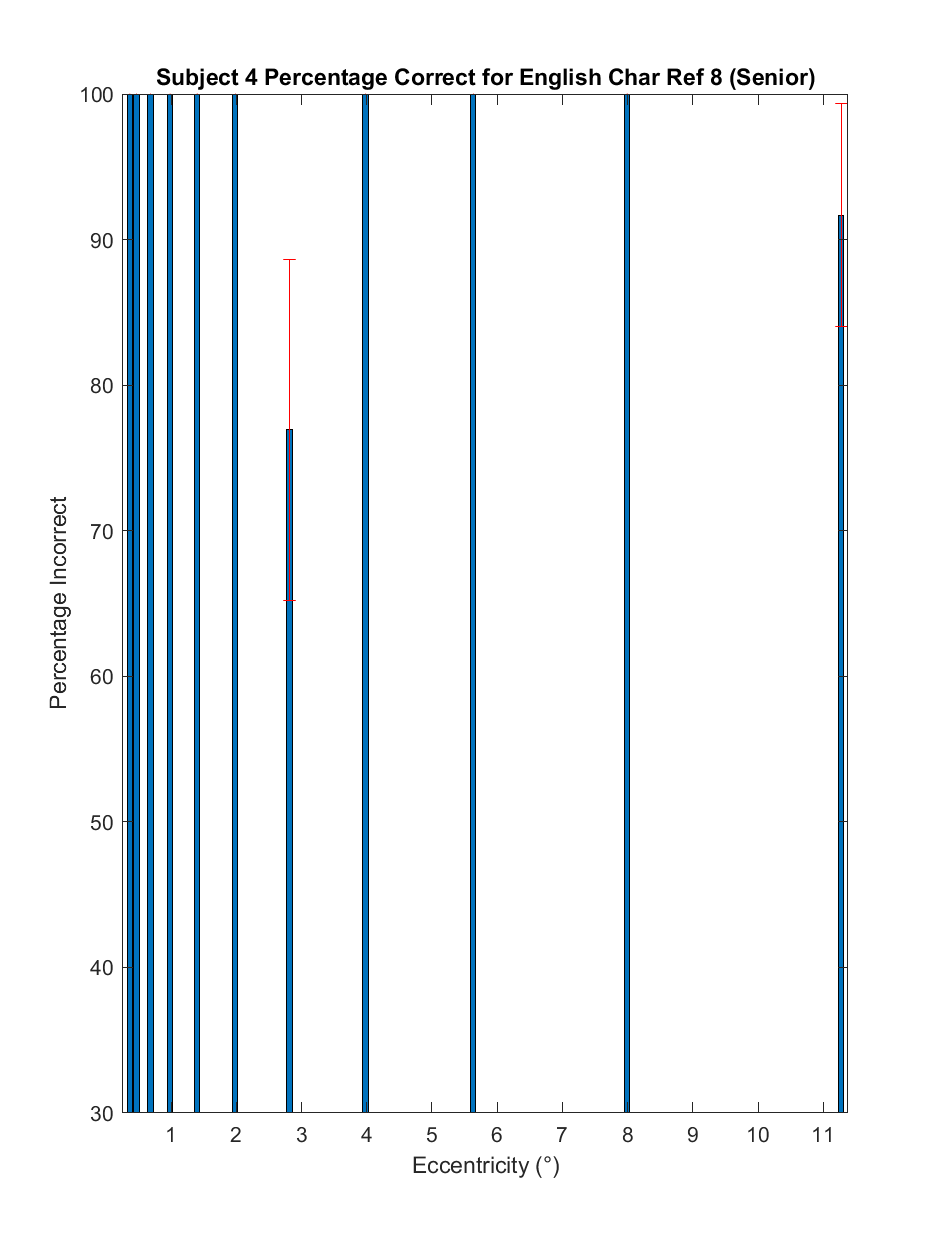 Subject 4 Percentage Correct for English Char Ref 8 (Senior)
100
90
80
70
60
50
40
30
Percentage Incorrect
1 2 3 4 5 6 7 8 9 10 11
Eccentricity (°)